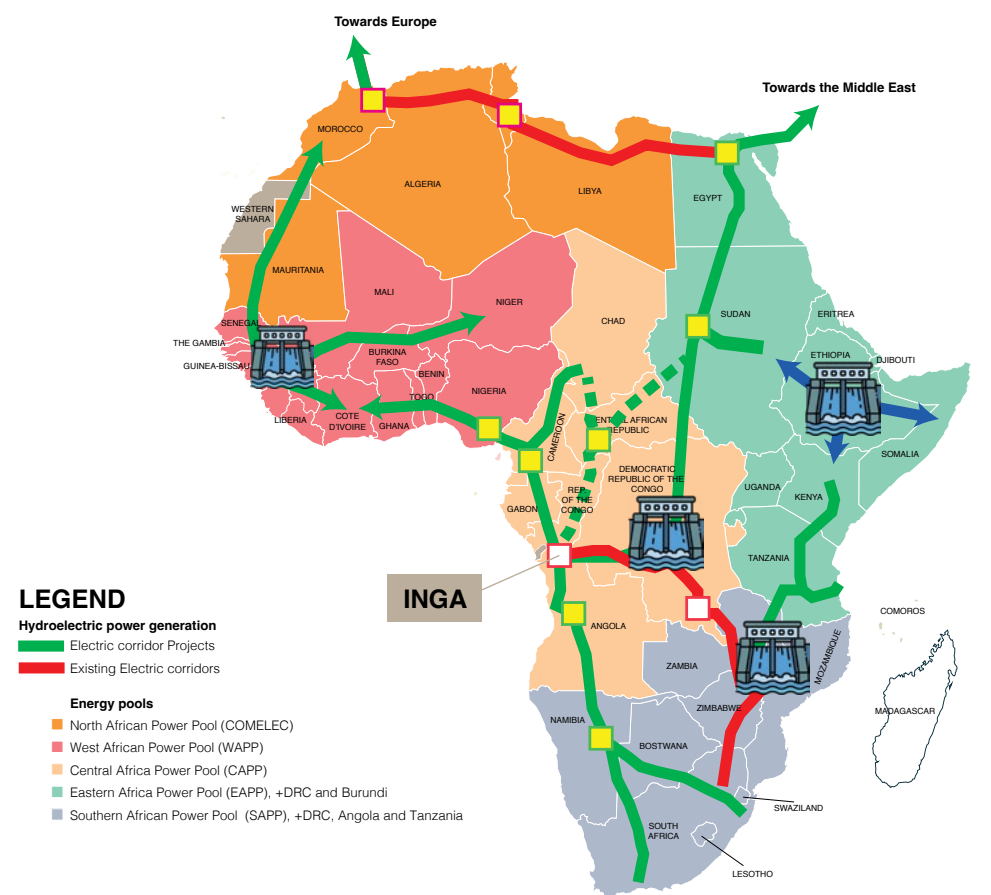 Towards Europe
Towards the Middle East
MOROCCO
ALGERIA
LIBYA
EGYPT
WESTERN
SAHARA
MAURITANIA
MALI
NIGER
CHAD
SUDAN
ERITREA
SENEGAL
THE GAMBIA
GUINEA-BISSAU
BURKINA
FASO
BENIN
NIGERIA
ETHIOPIA
DJIBOUTI
TOGO
LIBERIA
COTE
D'IVOIRE
GHANA
CAMEROON
ENTRAL AFRICAN
REPUBLIC
SOMALIA
DEMOCRATIC
REPUBLIC OF THE
CONGO
UGANDA
KENYA
GABON
REP.
OF THE
CONGO
TANZANIA
INGA
COMOROS
ANGOLA
ZAMBIA
MOZAMBIQUE
MADAGASCAR
ZIMBABWE
NAMIBIA
BOSTWANA
SWAZILAND
SOUTH
AFRICA
LESOTHO
LEGEND
Hydroelectric power generation
Electric corridor Projects
Existing Electric corridors
Energy pools
North African Power Pool (COMELEC)
West African Power Pool (WAPP)
Central Africa Power Pool (CAPP)
Eastern Africa Power Pool (EAPP), +DRC and Burundi
Southern African Power Pool (SAPP), +DRC, Angola and Tanzania